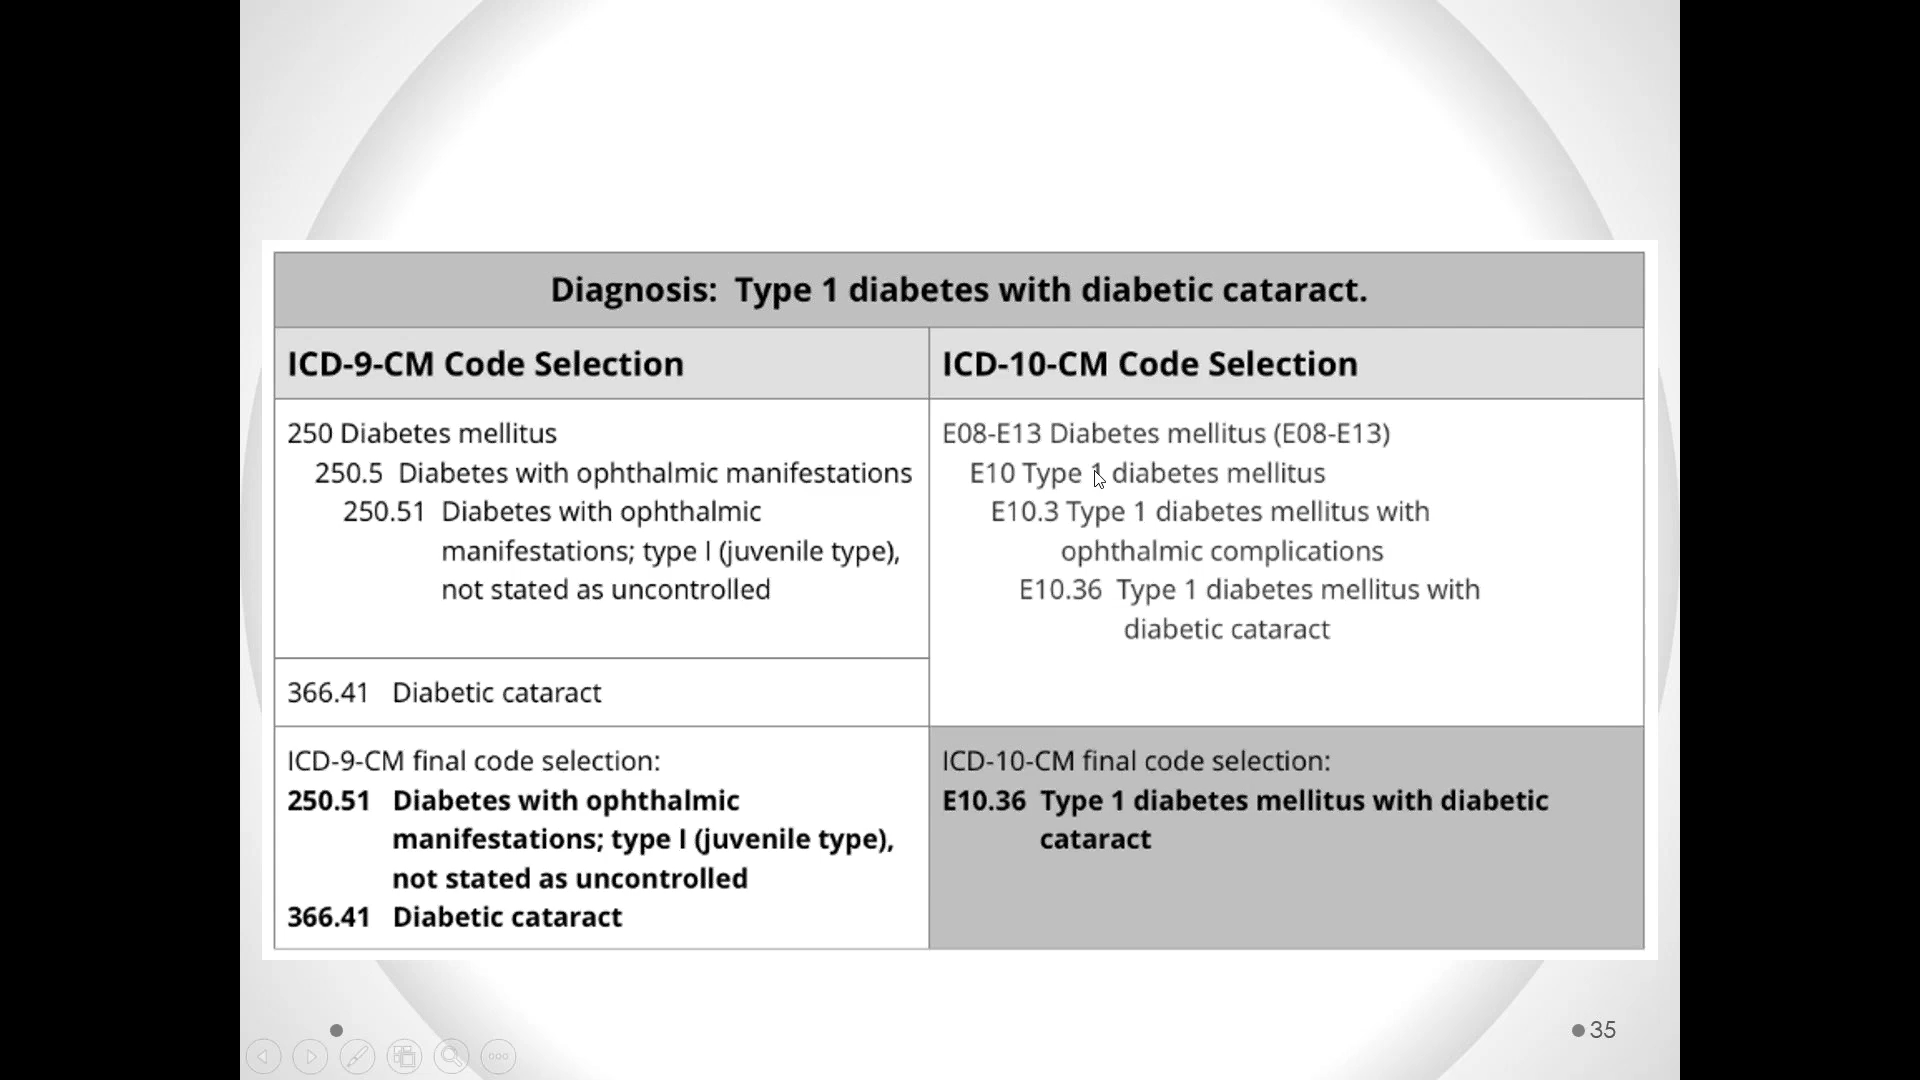 Diagnosis: Type 1 diabetes with diabetic cataract.
ICD-9-CM Code Selection
ICD-10-CM Code Selection
250 Diabetes mellitus
250.5 Diabetes with ophthalmic manifestations
250.51 Diabetes with ophthalmic
manifestations; type I (juvenile type),
not stated as uncontrolled
E08-E13 Diabetes mellitus (E08-E13)
E10 Type 1 diabetes mellitus
E10.3 Type 1 diabetes mellitus with
ophthalmic complications
E10.36 Type 1 diabetes mellitus with
diabetic cataract
366.41 Diabetic cataract
ICD-9-CM final code selection:
250.51 Diabetes with ophthalmic
manifestations; type I (juvenile type),
not stated as uncontrolled
366.41 Diabetic cataract
ICD-10-CM final code selection:
E10.36 Type 1 diabetes mellitus with diabetic
cataract
35